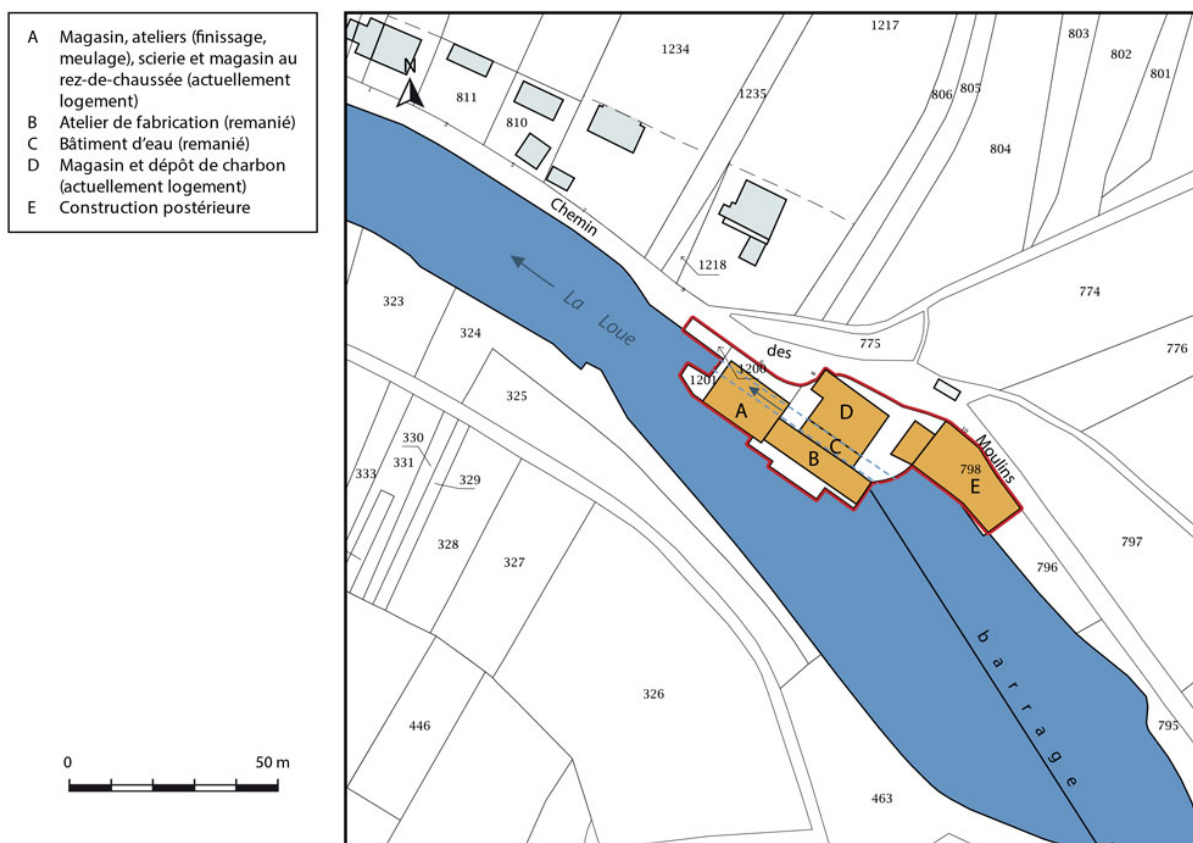 A Magasin, ateliers (finissage,
meulage), scierie et magasin au
rez-de-chaussée (actuellement
logement)
B Atelier de fabrication (remanié)
C Bâtiment d'eau (remanié)
D Magasin et dépôt de charbon
(actuellement logement)
E Construction postérieure
0 50 m
N
1217
1234
803
802
801
811
1235
806
805
810
804
Chemin
1218
774
323
La Loue
324
775
776
des
1200
1201
325
A
D
C
B
Moulins
798
E
330
331
333
329
328
327
797
796
barrage
326
446
795
463